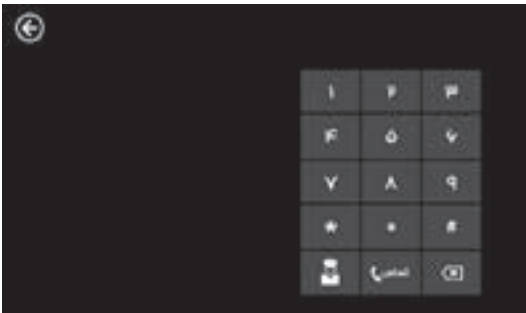 ۱ ۲ ۳
۴ ۵ ۶
۷ ۸ ۹
* ۰ #
تماس